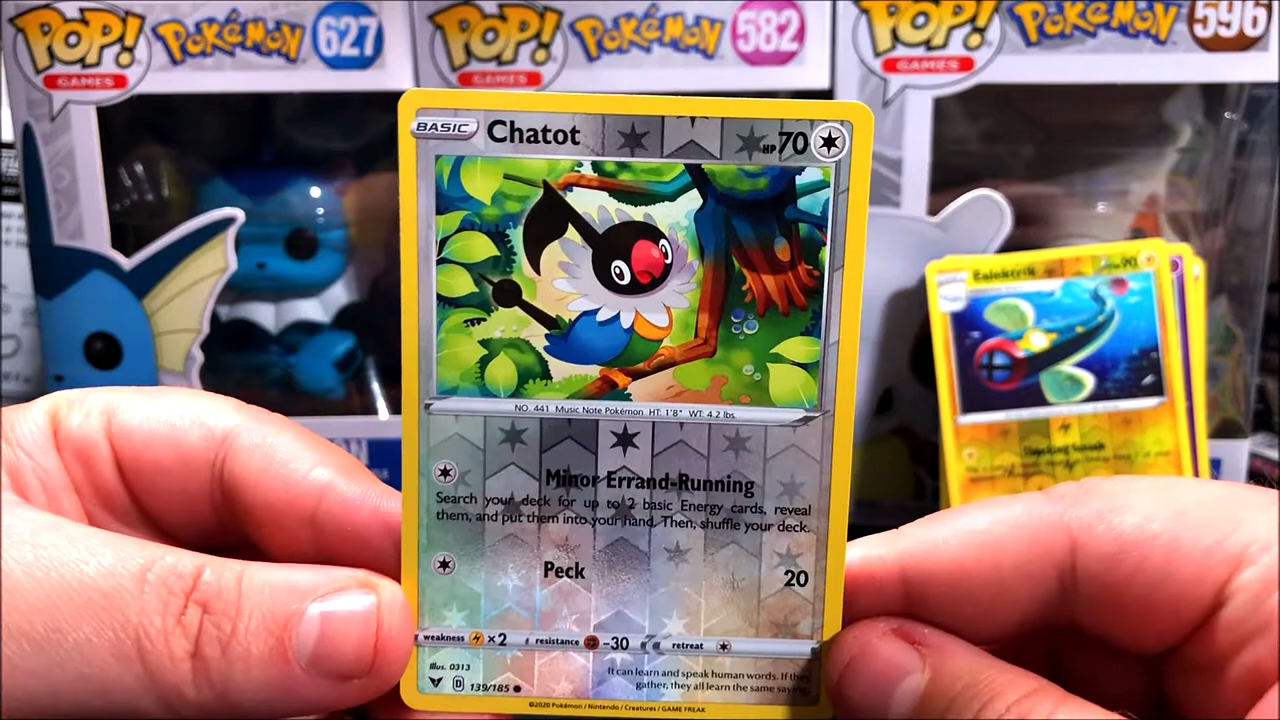 POP! Pokémon 627
GAMES
POP! Pokémon 582
GAMES
POP! Pokémon 596
GAMES
BASIC Chatot HP 70
NO. 441 Music Note Pokémon HT: 1'8" WT: 4.2 lbs.
Minor Errand-Running
Search your deck for up to 2 basic Energy cards, reveal
them, and put them into your hand. Then, shuffle your deck.
Peck 20
weakness ×2 resistance -30 retreat
Illus. 0313
D 139/185
It can learn and speak human words. If they
gather, they all learn the same saying.
©2020 Pokémon / Nintendo / Creatures / GAME FREAK
Eelektrik 90